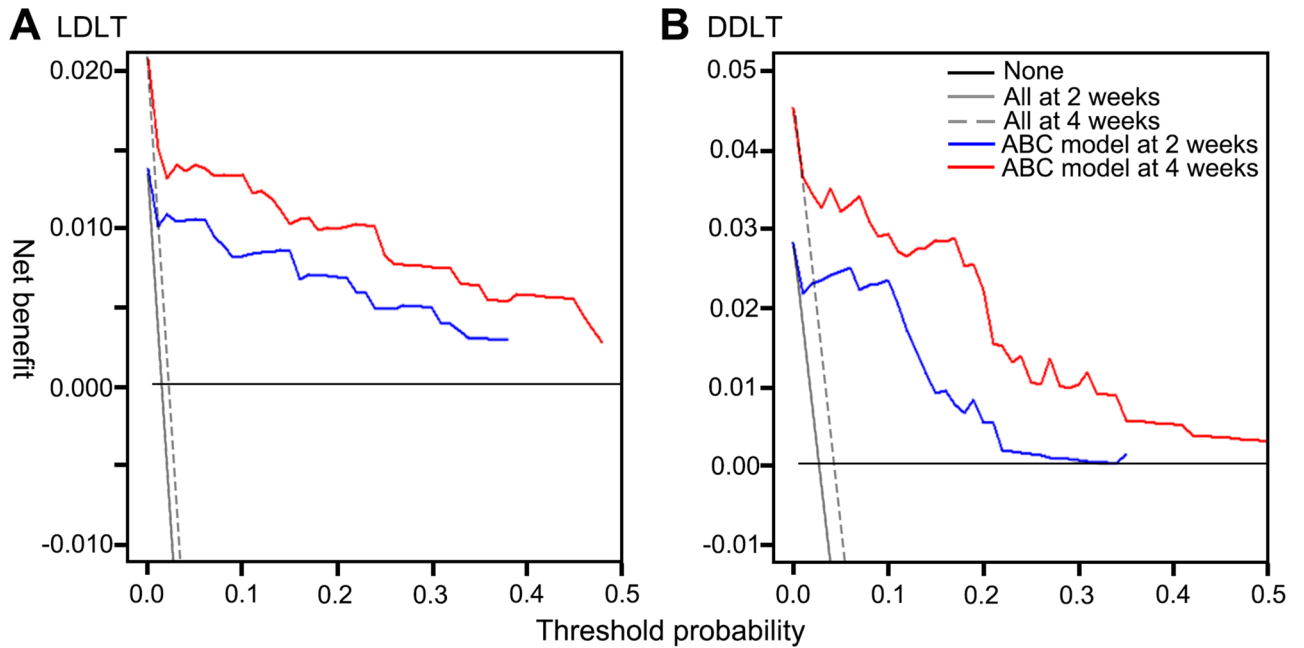 A LDLT
0.020
0.010
0.000
-0.010
0.0 0.1 0.2 0.3 0.4 0.5
Net benefit
B DDLT
0.05
0.04
0.03
0.02
0.01
0.00
-0.01
0.0 0.1 0.2 0.3 0.4 0.5
None
All at 2 weeks
All at 4 weeks
ABC model at 2 weeks
ABC model at 4 weeks
Threshold probability